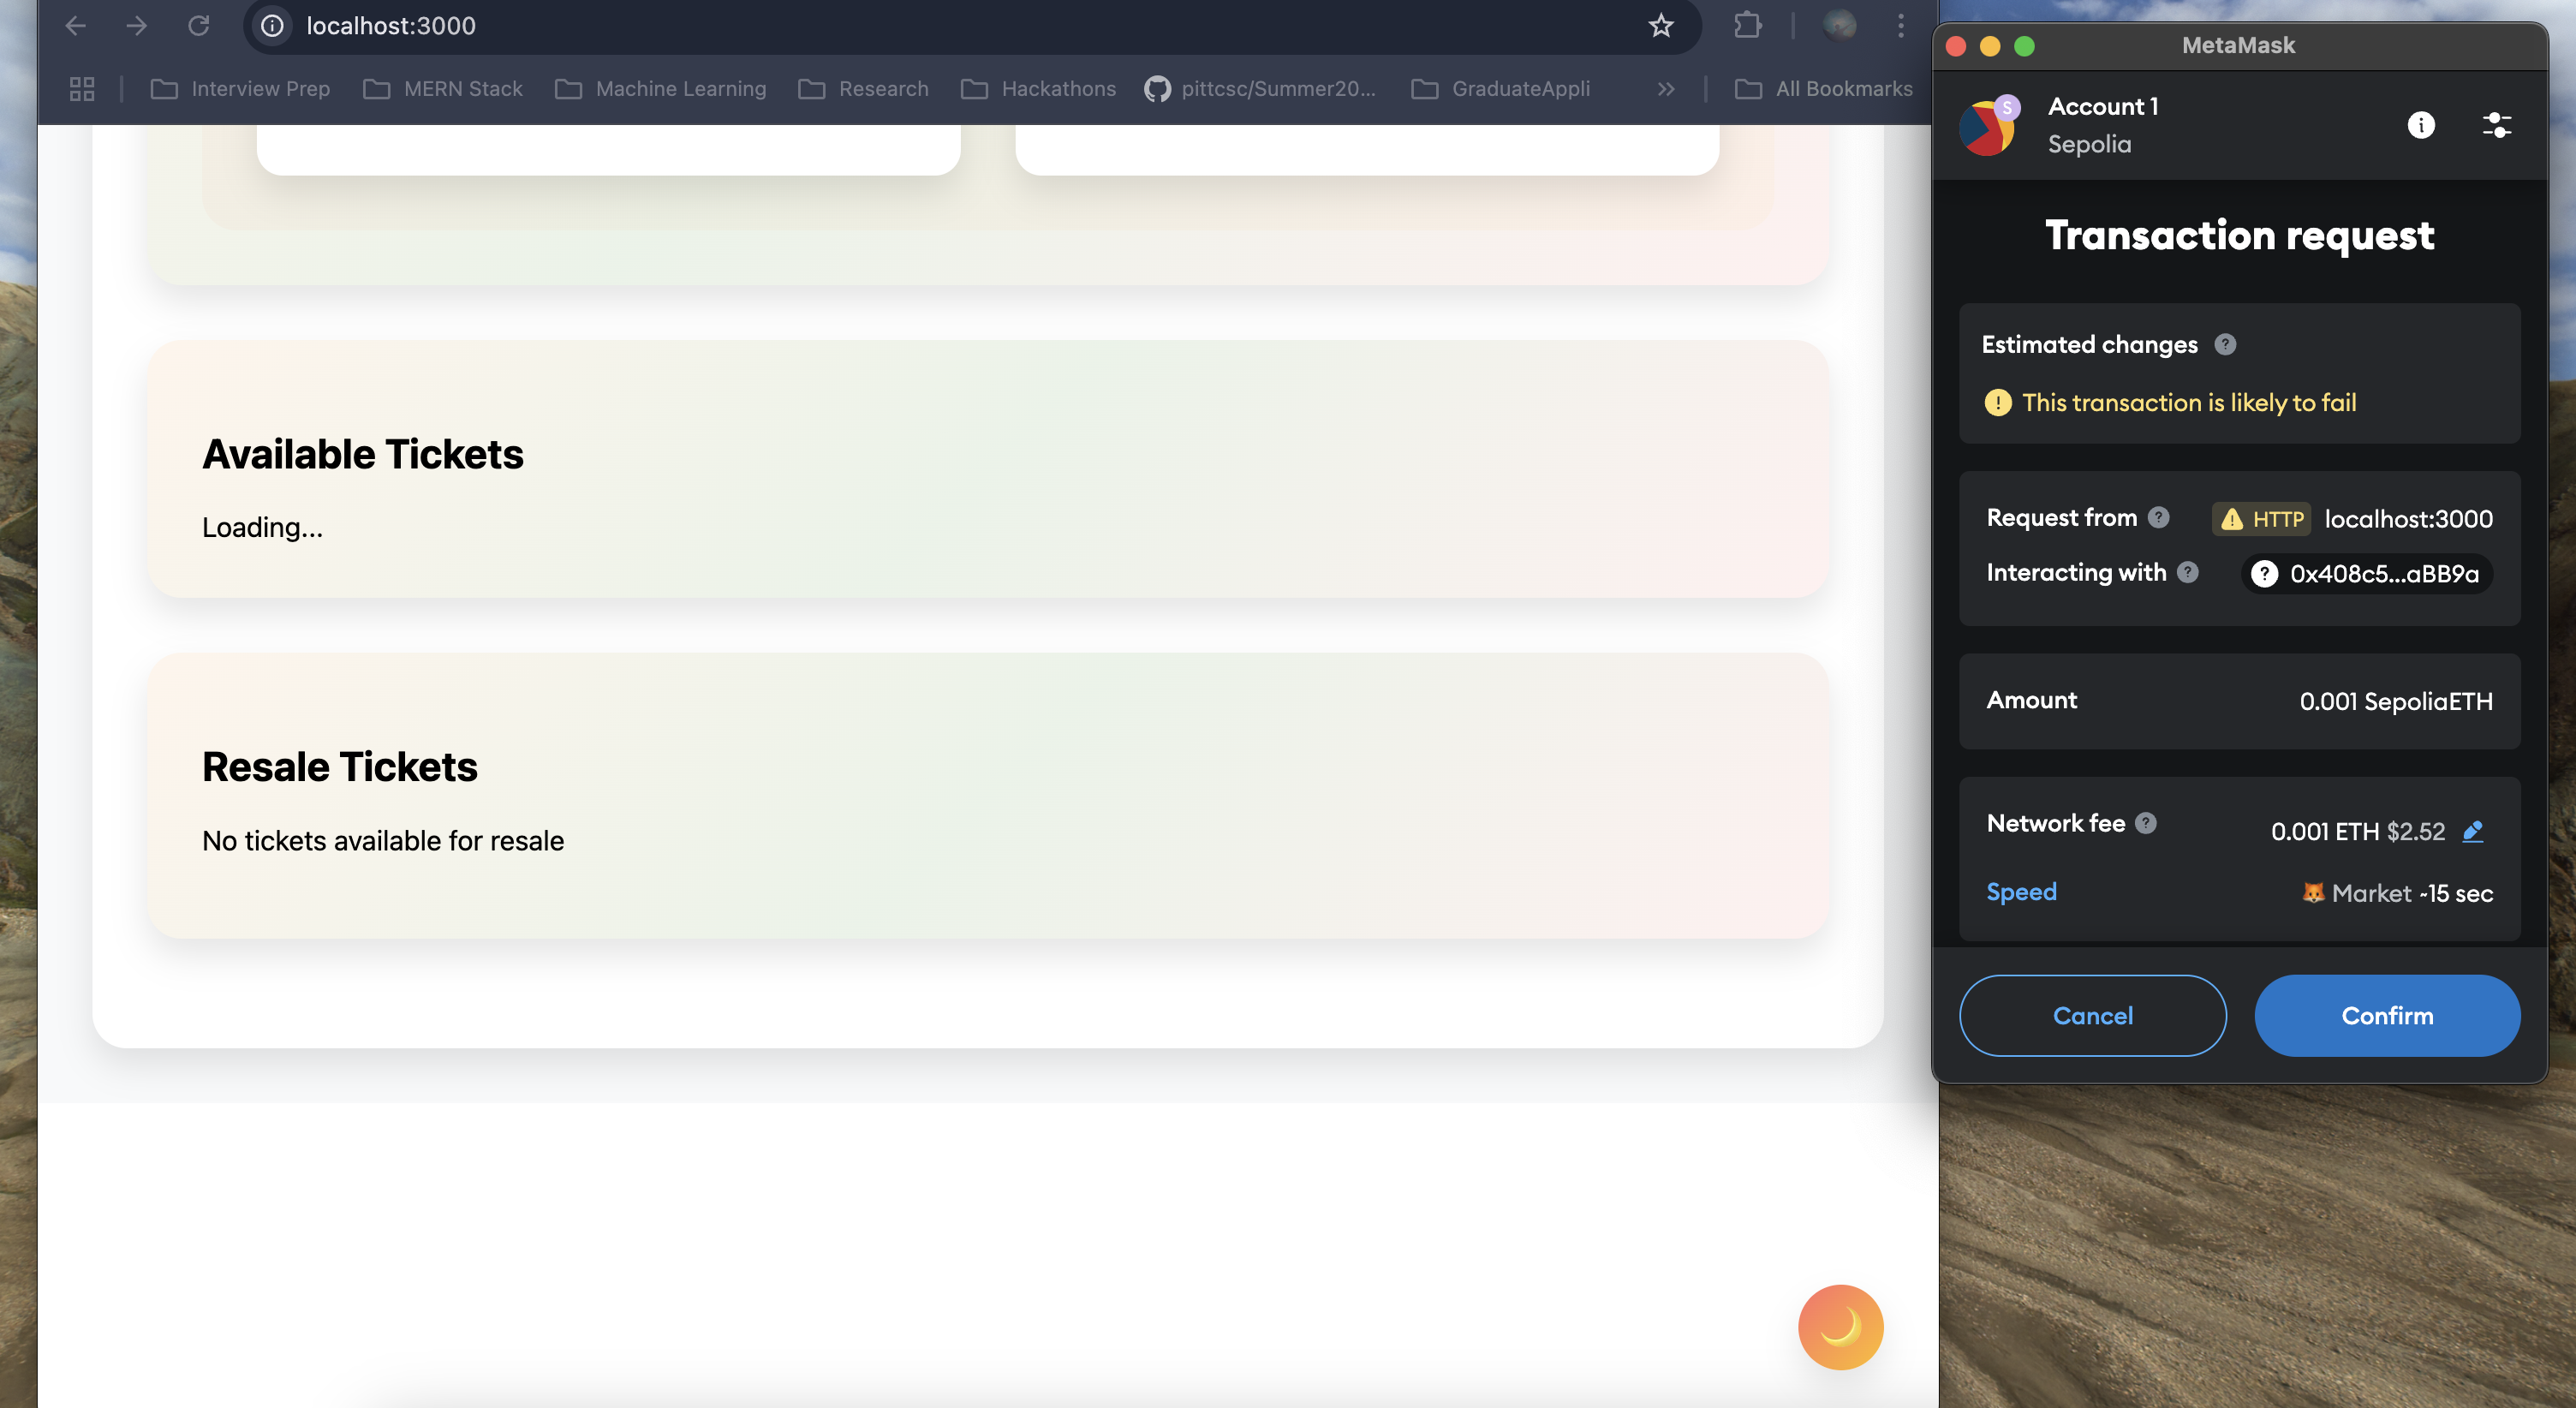 localhost:3000
Interview Prep
MERN Stack
Machine Learning
Research
Hackathons
pittcsc/Summer20...
GraduateAppli
All Bookmarks
Available Tickets
Loading...
Resale Tickets
No tickets available for resale
MetaMask
S
Account 1
Sepolia
Transaction request
Estimated changes
This transaction is likely to fail
Request from
HTTP localhost:3000
Interacting with
0x408c5...aBB9a
Amount
0.001 SepoliaETH
Network fee
0.001 ETH $2.52
Speed
Market ~15 sec
Cancel
Confirm